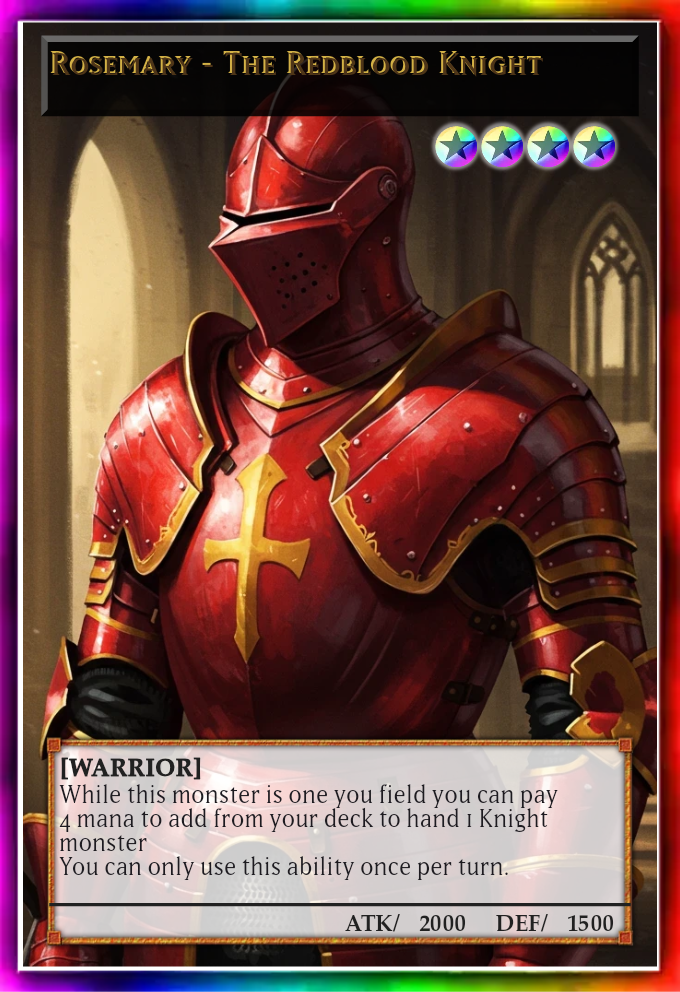 Rosemary - The Redblood Knight
[WARRIOR]
While this monster is one you field you can pay
4 mana to add from your deck to hand 1 Knight
monster
You can only use this ability once per turn.
ATK/ 2000 DEF/ 1500